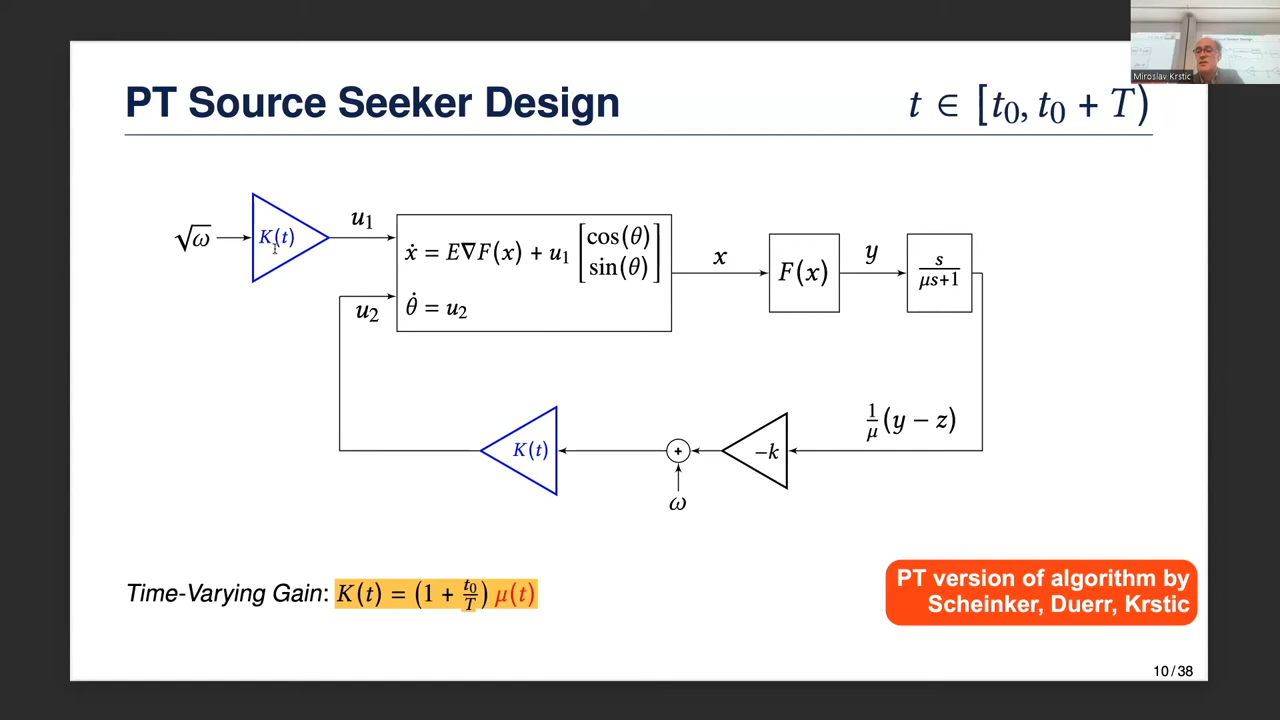 Miroslav Krstic
PT Source Seeker Design
t ∈ [t₀, t₀ + T)
√ω
K(t)
u₁
u₂
ẋ = E∇F(x) + u₁ [cos(θ) sin(θ)]
θ̇ = u₂
x
F(x)
y
s/(μs+1)
1/μ (y − z)
−k
+
ω
K(t)
Time-Varying Gain: K(t) = (1 + t₀/T) μ(t)
PT version of algorithm by
Scheinker, Duerr, Krstic
10 / 38